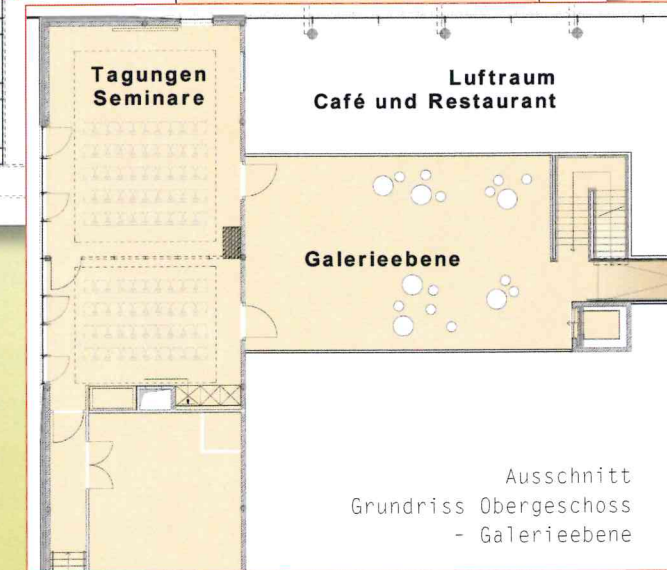 Tagungen
Seminare
Luftraum
Café und Restaurant
Galerieebene
Ausschnitt
Grundriss Obergeschoss
- Galerieebene